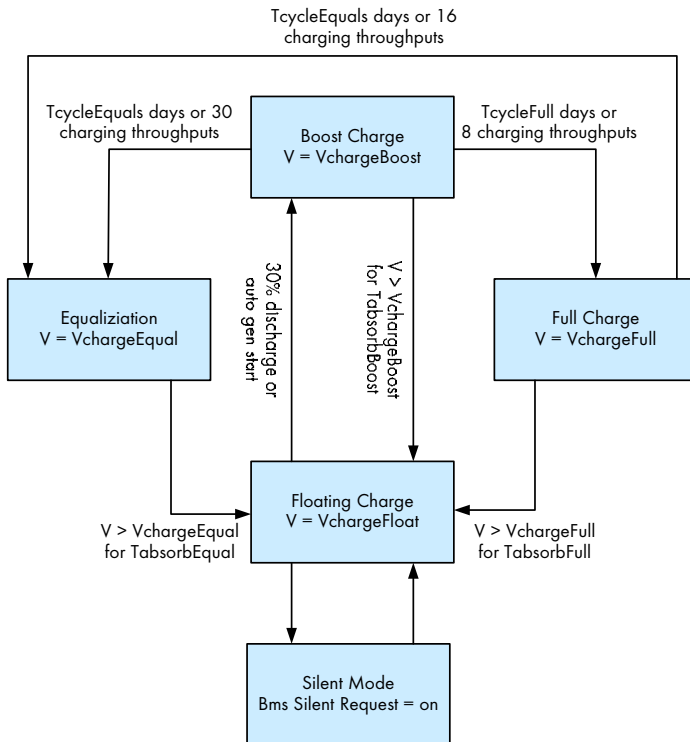 TcycleEquals days or 16
charging throughputs
TcycleEquals days or 30
charging throughputs
Boost Charge
V = VchargeBoost
TcycleFull days or
8 charging throughputs
30% discharge or
auto gen start
V > VchargeBoost
for TabsorbBoost
Equaliziation
V = VchargeEqual
Full Charge
V = VchargeFull
Floating Charge
V = VchargeFloat
V > VchargeEqual
for TabsorbEqual
V > VchargeFull
for TabsorbFull
Silent Mode
Bms Silent Request = on